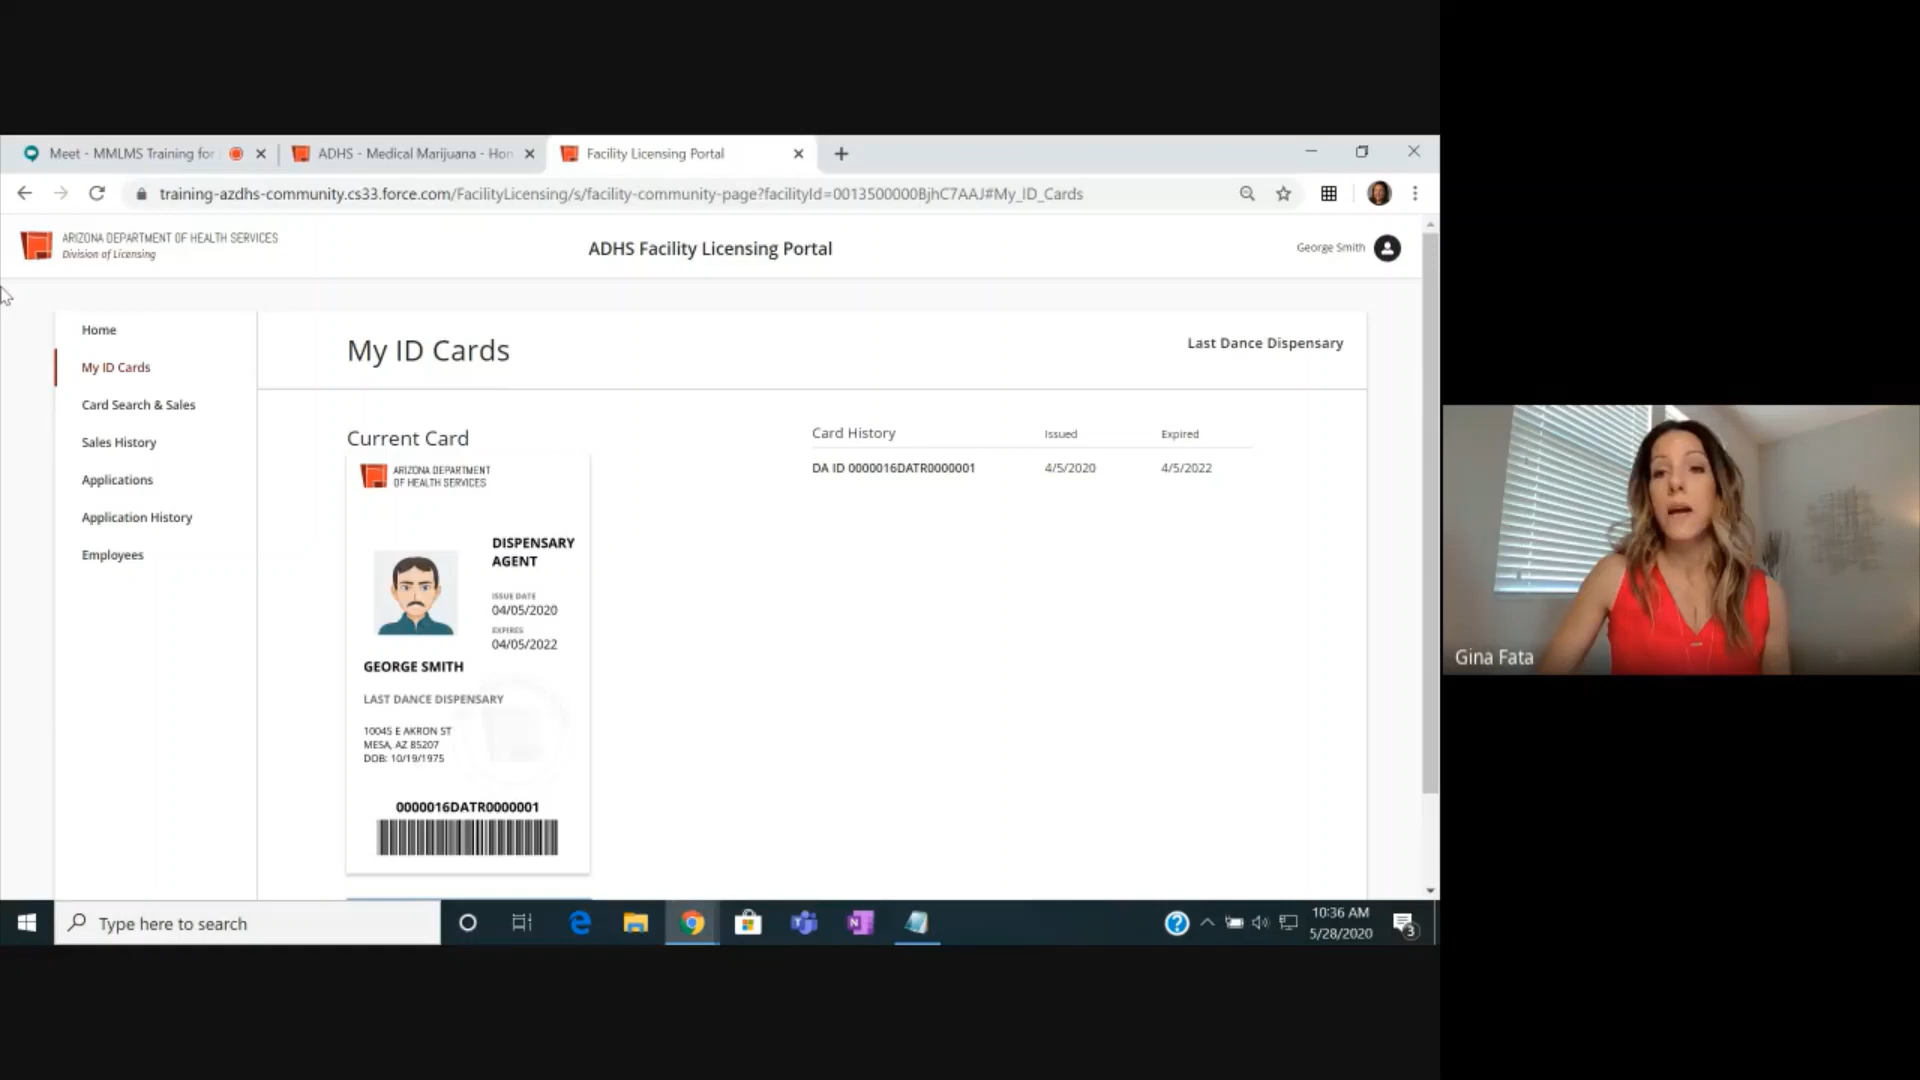 Meet - MMLMS Training for
ADHS - Medical Marijuana - Hon
Facility Licensing Portal
training-azdhs-community.cs33.force.com/FacilityLicensing/s/facility-community-page?facilityId=0013500000BjhC7AAJ#My_ID_Cards
ARIZONA DEPARTMENT OF HEALTH SERVICES
Division of Licensing
ADHS Facility Licensing Portal
George Smith
Home
My ID Cards
Card Search & Sales
Sales History
Applications
Application History
Employees
My ID Cards
Last Dance Dispensary
Current Card
ARIZONA DEPARTMENT
OF HEALTH SERVICES
DISPENSARY
AGENT
ISSUE DATE
04/05/2020
EXPIRES
04/05/2022
GEORGE SMITH
LAST DANCE DISPENSARY
10045 E AKRON ST
MESA, AZ 85207
DOB: 10/19/1975
0000016DATR0000001
Card History Issued Expired
DA ID 0000016DATR0000001 4/5/2020 4/5/2022
Gina Fata
Type here to search
10:36 AM
5/28/2020
3